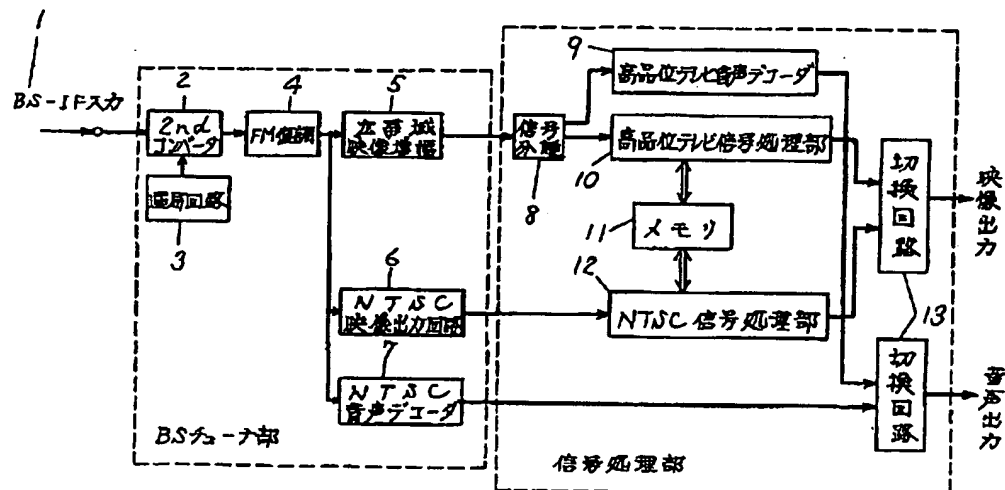 1
BS-IF入力
2
2nd
コンバータ
4
FM復調
5
広帯域
映像増幅
選局回路
3
6
NTSC
映像出力回路
7
NTSC
音声デコーダ
BSチューナ部
信号
分離
8
9
高品位テレビ音声デコーダ
高品位テレビ信号処理部
10
11
メモリ
12
NTSC信号処理部
切換回路
13
切換回路
映像出力
音声出力
信号処理部